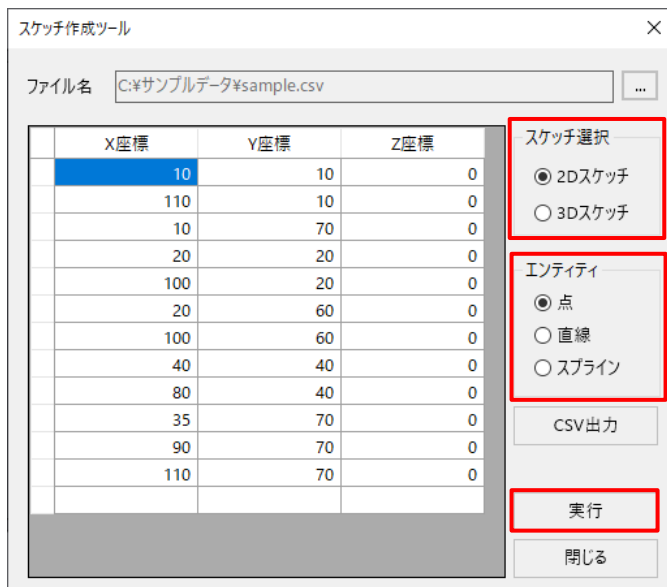 スケッチ作成ツール ×
ファイル名 C:¥サンプルデータ¥sample.csv ...
X座標 Y座標 Z座標
10 10 0
110 10 0
10 70 0
20 20 0
100 20 0
20 60 0
100 60 0
40 40 0
80 40 0
35 70 0
90 70 0
110 70 0
スケッチ選択
2Dスケッチ
3Dスケッチ
エンティティ
点
直線
スプライン
CSV出力
実行
閉じる